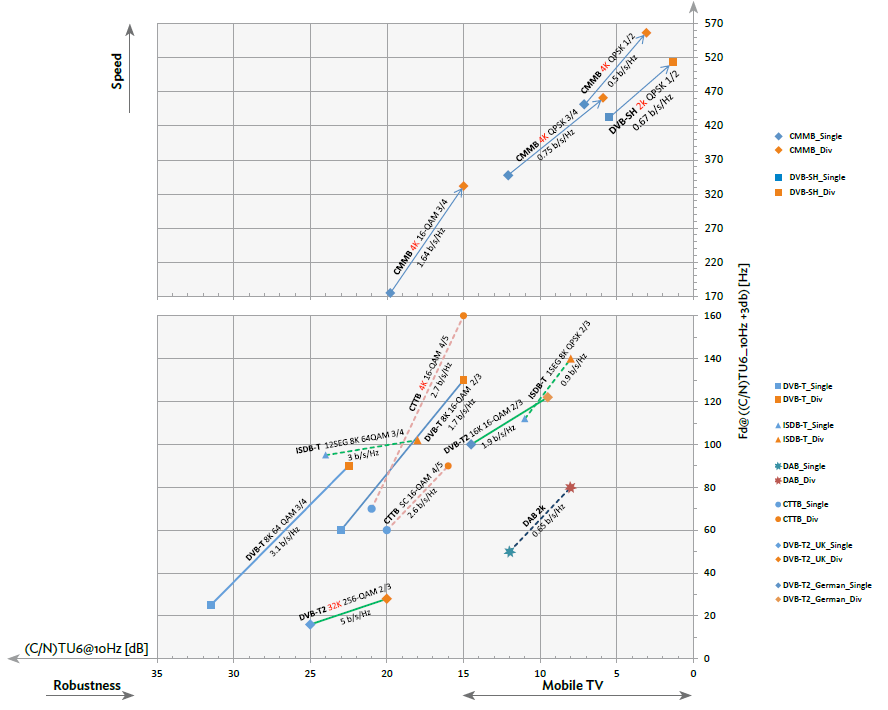 Speed
570
520
470
420
370
320
270
220
170
CMMB 4K QPSK 1/2
0.5 b/s/Hz
DVB-SH 2k QPSK 1/2
0.67 b/s/Hz
CMMB 4K QPSK 3/4
0.75 b/s/Hz
CMMB 4K 16-QAM 3/4
1.64 b/s/Hz
CMMB_Single
CMMB_Div
DVB-SH_Single
DVB-SH_Div
Fd@ ((C/N)TU6_10Hz +3db) [Hz]
160
140
120
100
80
60
40
20
0
CTTB 4K 16-QAM 4/5
2.7 b/s/Hz
DVB-T 8K 16-QAM 2/3
1.7 b/s/Hz
ISDB-T 1SEG 8K QPSK 2/3
0.9 b/s/Hz
DVB-T2 16K 16-QAM 2/3
1.9 b/s/Hz
ISDB-T 12SEG 8K 64QAM 3/4
3 b/s/Hz
CTTB SC 16-QAM 4/5
2.6 b/s/Hz
DVB-T 8K 64 QAM 3/4
3.1 b/s/Hz
DAB 2k
0.65 b/s/Hz
DVB-T2 32K 256-QAM 2/3
5 b/s/Hz
DVB-T_Single
DVB-T_Div
ISDB-T_Single
ISDB-T_Div
DAB_Single
DAB_Div
CTTB_Single
CTTB_Div
DVB-T2_UK_Single
DVB-T2_UK_Div
DVB-T2_German_Single
DVB-T2_German_Div
(C/N)TU6@10Hz [dB]
35 30 25 20 15 10 5 0
Robustness
Mobile TV